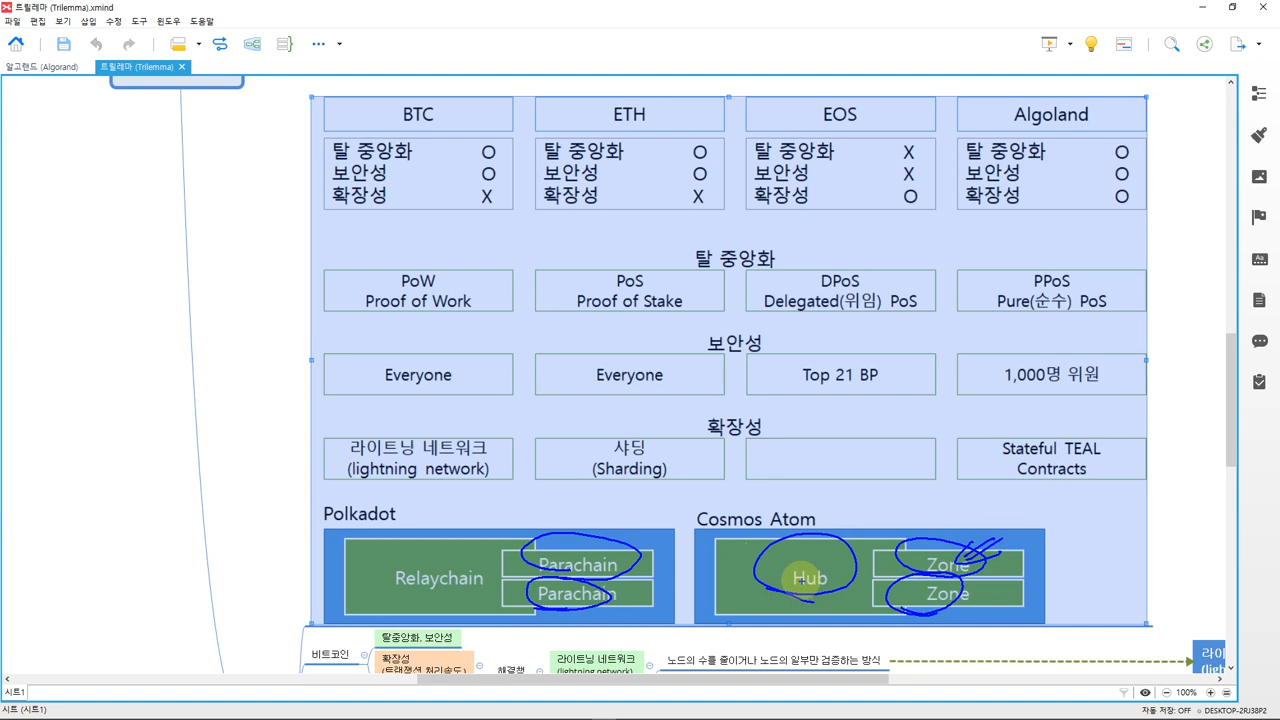 트릴레마 (Trilemma).xmind
파일 편집 보기 삽입 수정 도구 윈도우 도움말
알고랜드 (Algorand) 트릴레마 (Trilemma)
BTC ETH EOS Algoland
탈 중앙화 O 탈 중앙화 O 탈 중앙화 X 탈 중앙화 O
보안성 O 보안성 O 보안성 X 보안성 O
확장성 X 확장성 X 확장성 O 확장성 O
탈 중앙화
PoW PoS DPoS PPoS
Proof of Work Proof of Stake Delegated(위임) PoS Pure(순수) PoS
보안성
Everyone Everyone Top 21 BP 1,000명 위원
확장성
라이트닝 네트워크 샤딩 Stateful TEAL
(lightning network) (Sharding) Contracts
Polkadot Cosmos Atom
Relaychain Parachain Parachain
Hub Zone Zone
비트코인 탈중앙화, 보안성
확장성
(트랜잭션 처리속도) 해결책 라이트닝 네트워크
(lightning network) 노드의 수를 줄이거나 노드의 일부만 검증하는 방식
시트1 100%
시트 (시트1) 자동 저장: OFF DESKTOP-2RJ38P2